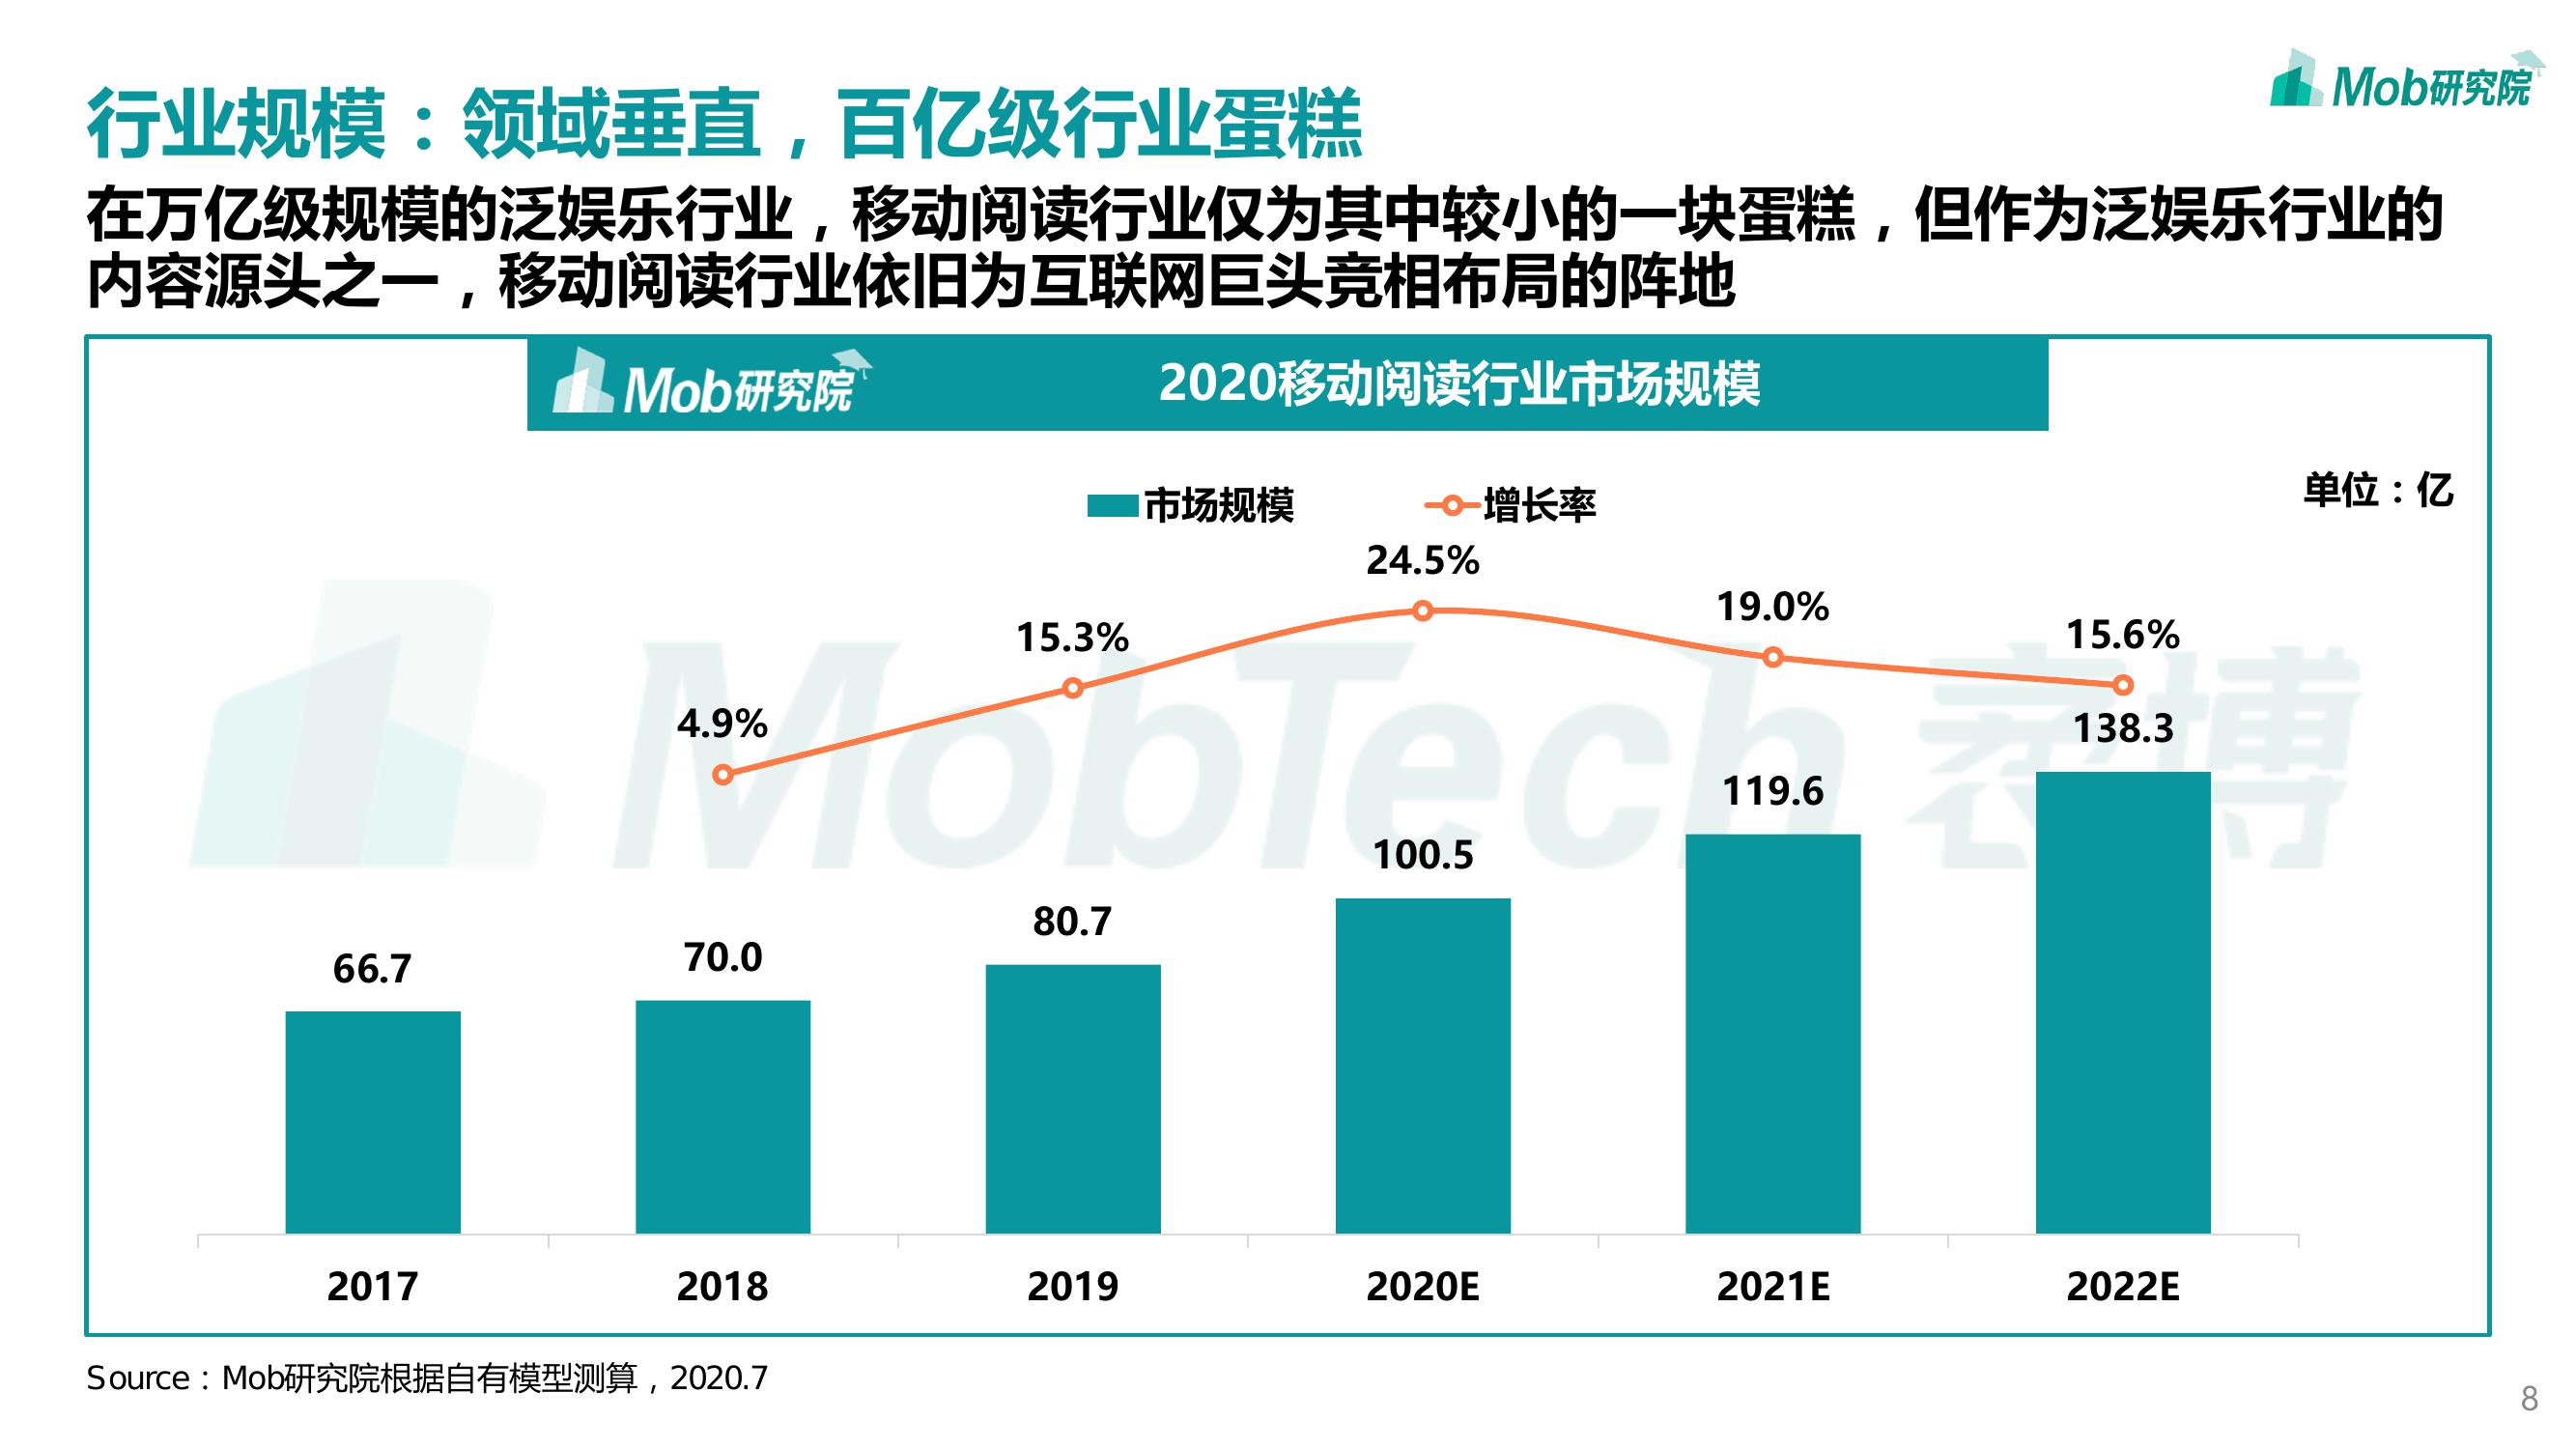 Mob研究院
行业规模：领域垂直，百亿级行业蛋糕
在万亿级规模的泛娱乐行业，移动阅读行业仅为其中较小的一块蛋糕，但作为泛娱乐行业的
内容源头之一，移动阅读行业依旧为互联网巨头竞相布局的阵地
Mob研究院
2020移动阅读行业市场规模
单位：亿
市场规模
增长率
24.5%
19.0%
15.3%
15.6%
4.9%
MobTech 袤博
138.3
119.6
100.5
80.7
70.0
66.7
2017 2018 2019 2020E 2021E 2022E
Source：Mob研究院根据自有模型测算，2020.7
8